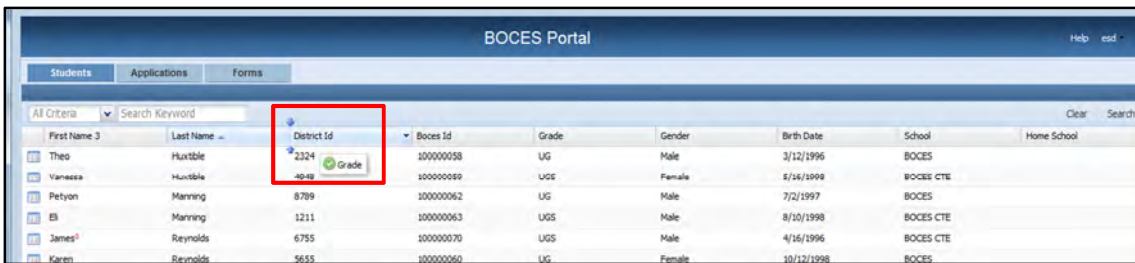 BOCES Portal
Help esd
Students Applications Forms
All Criteria Search Keyword Clear Search
First Name 3 Last Name District Id Boces Id Grade Gender Birth Date School Home School
Theo Huxtible 2324 100000058 UG Male 3/12/1996 BOCES
Grade
Vanessa Huxtible 4949 100000059 UGS Female 5/16/1998 BOCES CTE
Petyon Manning 8789 100000062 UG Male 7/2/1997 BOCES
Eli Manning 1211 100000063 UGS Male 8/10/1998 BOCES CTE
James Reynolds 6755 100000070 UGS Male 4/16/1996 BOCES CTE
Karen Reynolds 5655 100000060 UG Female 10/12/1998 BOCES